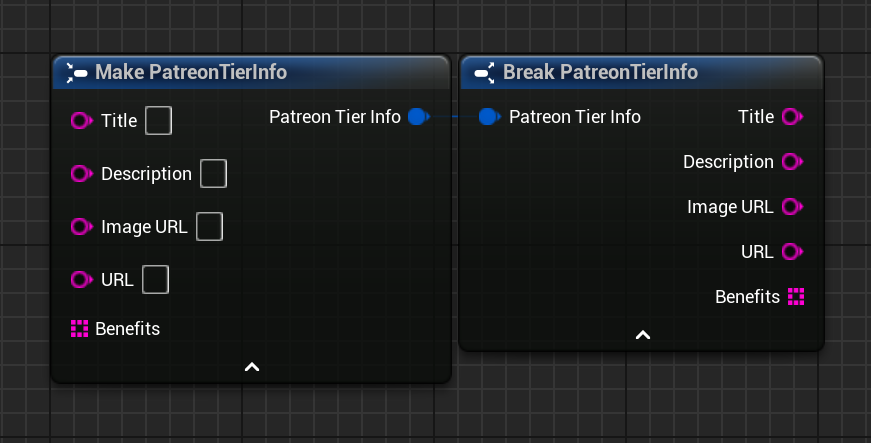 Make PatreonTierInfo
Title
Patreon Tier Info
Description
Image URL
URL
Benefits
Break PatreonTierInfo
Patreon Tier Info
Title
Description
Image URL
URL
Benefits